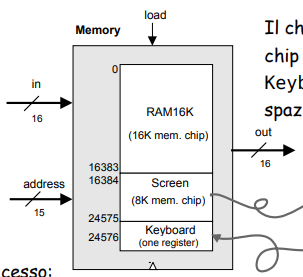 load
Memory
Il ch
chip
Keyb
spaz
0
in
16
RAM16K
(16K mem. chip)
out
16
16383
16384
address
15
Screen
(8K mem. chip)
24575
24576
Keyboard
(one register)
cesso: